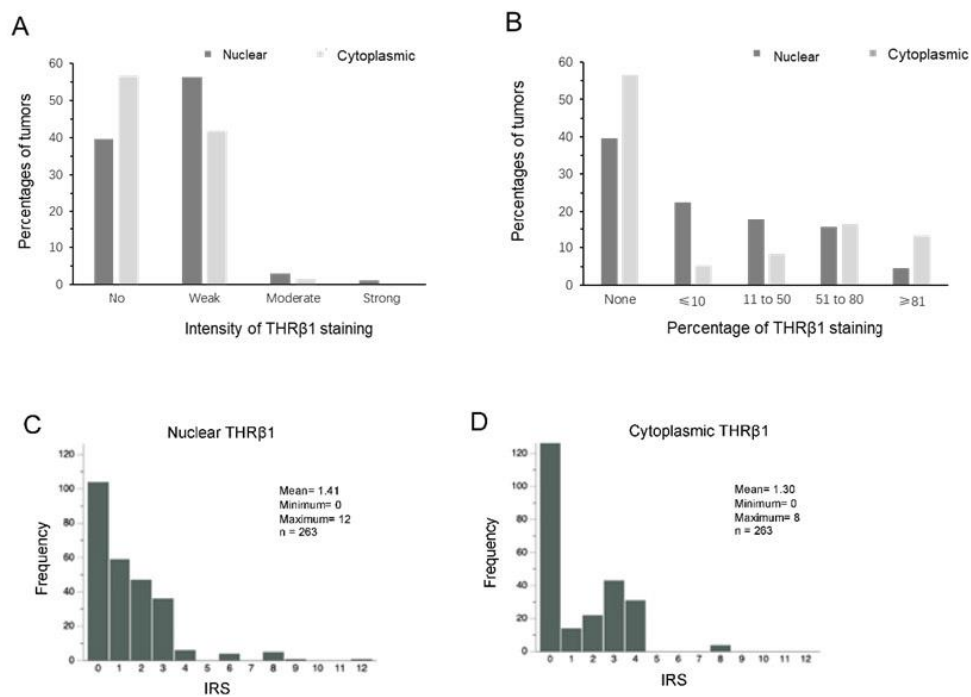 A
Nuclear Cytoplasmic
Percentages of tumors
60
50
40
30
20
10
0
No Weak Moderate Strong
Intensity of THRβ1 staining
B
Nuclear Cytoplasmic
Percentages of tumors
60
50
40
30
20
10
0
None ≤10 11 to 50 51 to 80 ≥81
Percentage of THRβ1 staining
C
Nuclear THRβ1
Frequency
120
100
80
60
40
20
0
Mean= 1.41
Minimum= 0
Maximum= 12
n = 263
0 1 2 3 4 5 6 7 8 9 10 11 12
IRS
D
Cytoplasmic THRβ1
Frequency
120
100
80
60
40
20
0
Mean= 1.30
Minimum= 0
Maximum= 8
n = 263
0 1 2 3 4 5 6 7 8 9 10 11 12
IRS